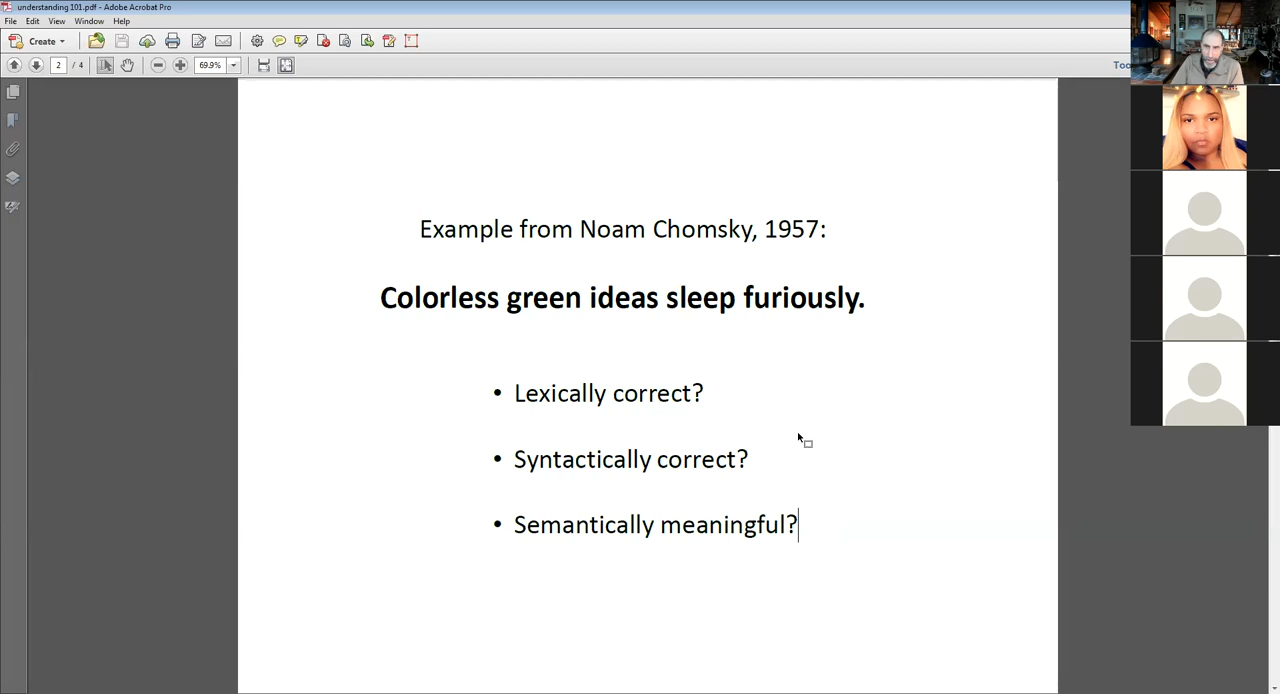 understanding 101.pdf - Adobe Acrobat Pro
File Edit View Window Help
Create
2 / 4 69.9%
Too
Example from Noam Chomsky, 1957:
Colorless green ideas sleep furiously.
• Lexically correct?
• Syntactically correct?
• Semantically meaningful?